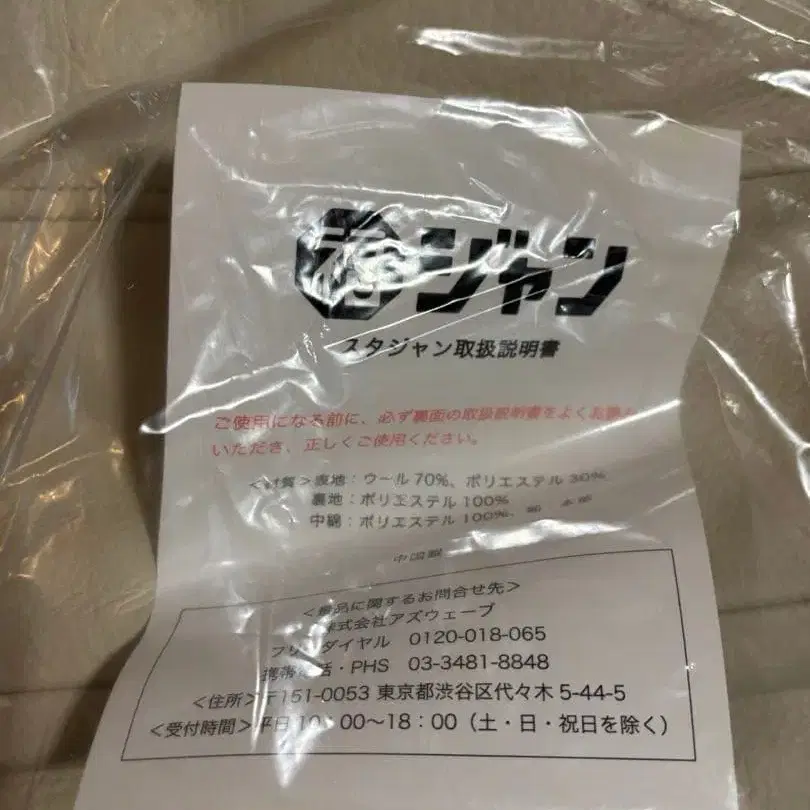 ジャン
スタジャン取扱説明書
ご使用になる前に、必ず裏面の取扱説明書をよくお読み
いただき、正しくご使用ください。
<材質>表地：ウール70%、ポリエステル30%
裏地：ポリエステル100%
中綿：ポリエステル100%、
中国製
<賞品に関するお問合せ先>
株式会社アズウェーブ
フリーダイヤル 0120-018-065
携帯電話・PHS 03-3481-8848
<住所>〒151-0053 東京都渋谷区代々木5-44-5
<受付時間>平日10：00〜18：00（土・日・祝日を除く）